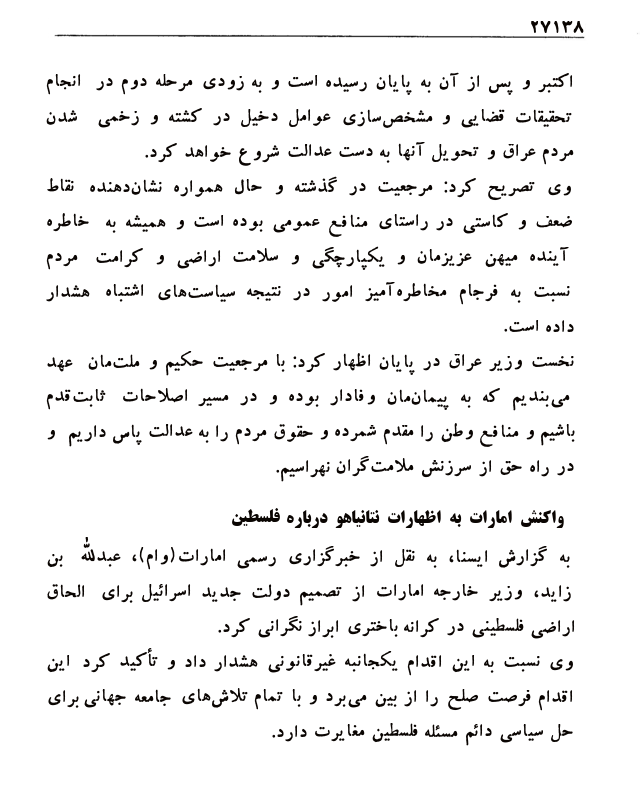 ۲۷۱۳۸
اکتبر و پس از آن به پایان رسیده است و به زودی مرحله دوم در انجام
تحقیقات قضایی و مشخص‌سازی عوامل دخیل در کشته و زخمی شدن
مردم عراق و تحویل آنها به دست عدالت شروع خواهد کرد.
وی تصریح کرد: مرجعیت در گذشته و حال همواره نشان‌دهنده نقاط
ضعف و کاستی در راستای منافع عمومی بوده است و همیشه به خاطره
آینده میهن عزیزمان و یکپارچگی و سلامت اراضی و کرامت مردم
نسبت به فرجام مخاطره‌آمیز امور در نتیجه سیاست‌های اشتباه هشدار
داده است.
نخست وزیر عراق در پایان اظهار کرد: با مرجعیت حکیم و ملت‌مان عهد
می‌بندیم که به پیمان‌مان وفادار بوده و در مسیر اصلاحات ثابت‌قدم
باشیم و منافع وطن را مقدم شمرده و حقوق مردم را به عدالت پاس داریم و
در راه حق از سرزنش ملامت‌گران نهراسیم.
واکنش امارات به اظهارات نتانیاهو درباره فلسطین
به گزارش ایسنا، به نقل از خبرگزاری رسمی امارات(وام)، عبدالله بن
زاید، وزیر خارجه امارات از تصمیم دولت جدید اسرائیل برای الحاق
اراضی فلسطینی در کرانه باختری ابراز نگرانی کرد.
وی نسبت به این اقدام یکجانبه غیرقانونی هشدار داد و تأکید کرد این
اقدام فرصت صلح را از بین می‌برد و با تمام تلاش‌های جامعه جهانی برای
حل سیاسی دائم مسئله فلسطین مغایرت دارد.